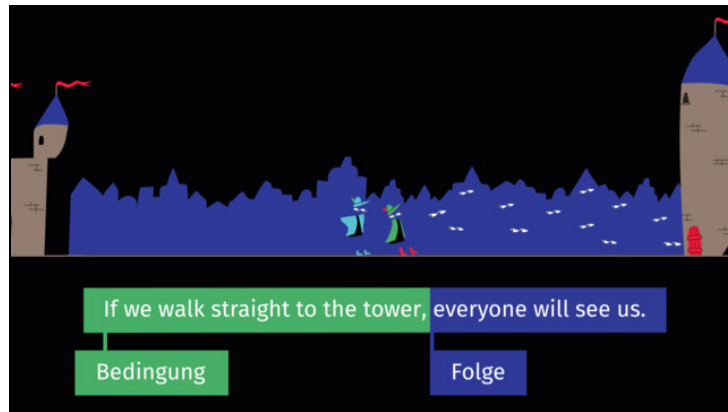 If we walk straight to the tower, everyone will see us.
Bedingung Folge